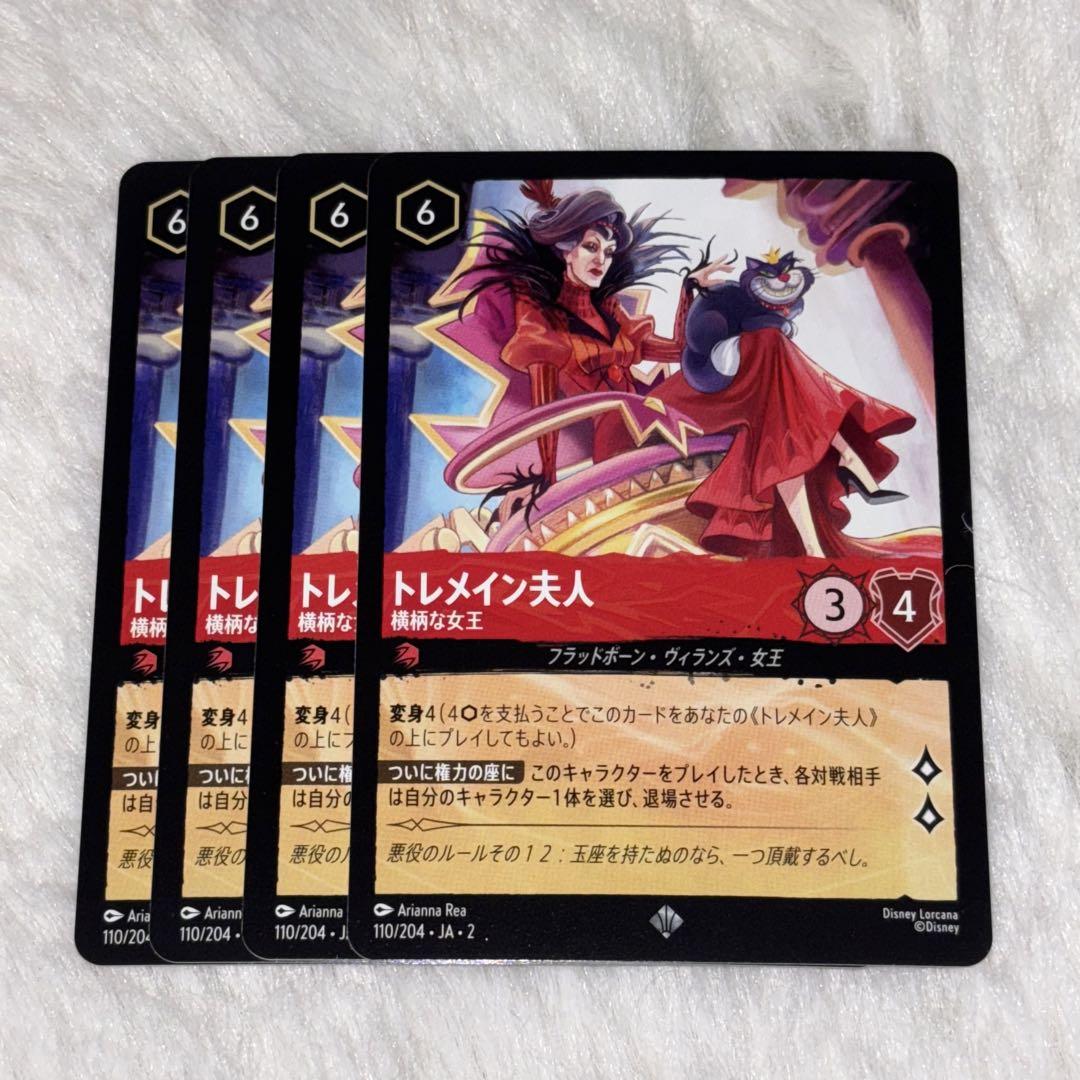 6
6
6
6
トレメイン夫人
横柄な女王
3
4
フラッドボーン・ヴィランズ・女王
変身4(4⬡を支払うことでこのカードをあなたの《トレメイン夫人》
の上にプレイしてもよい。)
ついに権力の座に このキャラクターをプレイしたとき、各対戦相手
は自分のキャラクター1体を選び、退場させる。
悪役のルールその12：玉座を持たぬのなら、一つ頂戴するべし。
Arianna Rea
110/204・JA・2
Disney Lorcana
©Disney
トレ
横柄な
変身4(
の上にプ
ついに権
は自分の
悪役のル
Arianna
110/204・J
トレ
横柄な
変身4
の上に
ついに権
は自分の
悪役の
Ariann
110/204・
ト
横柄
変身
の上
ついに
は自
悪役
Aria
110/204